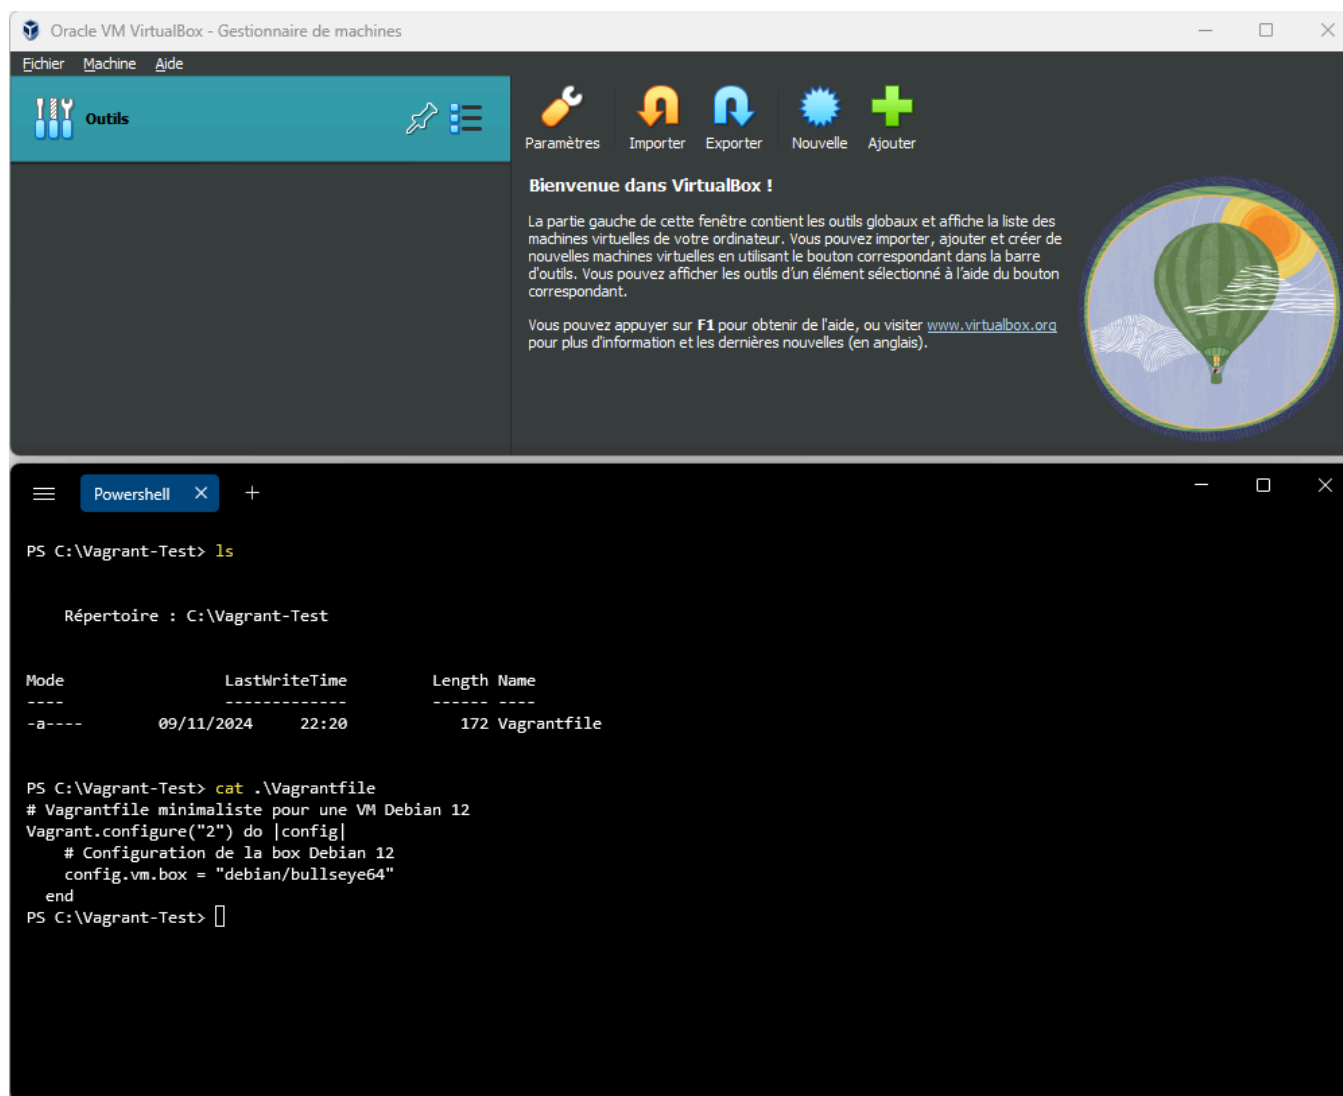 Oracle VM VirtualBox - Gestionnaire de machines
Fichier Machine Aide
Outils
Paramètres Importer Exporter Nouvelle Ajouter
Bienvenue dans VirtualBox !
La partie gauche de cette fenêtre contient les outils globaux et affiche la liste des
machines virtuelles de votre ordinateur. Vous pouvez importer, ajouter et créer de
nouvelles machines virtuelles en utilisant le bouton correspondant dans la barre
d'outils. Vous pouvez afficher les outils d'un élément sélectionné à l'aide du bouton
correspondant.
Vous pouvez appuyer sur F1 pour obtenir de l'aide, ou visiter www.virtualbox.org
pour plus d'information et les dernières nouvelles (en anglais).
Powershell
PS C:\Vagrant-Test> ls
Répertoire : C:\Vagrant-Test
Mode LastWriteTime Length Name
---- ------------- ------ ----
-a---- 09/11/2024 22:20 172 Vagrantfile
PS C:\Vagrant-Test> cat .\Vagrantfile
# Vagrantfile minimaliste pour une VM Debian 12
Vagrant.configure("2") do |config|
# Configuration de la box Debian 12
config.vm.box = "debian/bullseye64"
end
PS C:\Vagrant-Test>